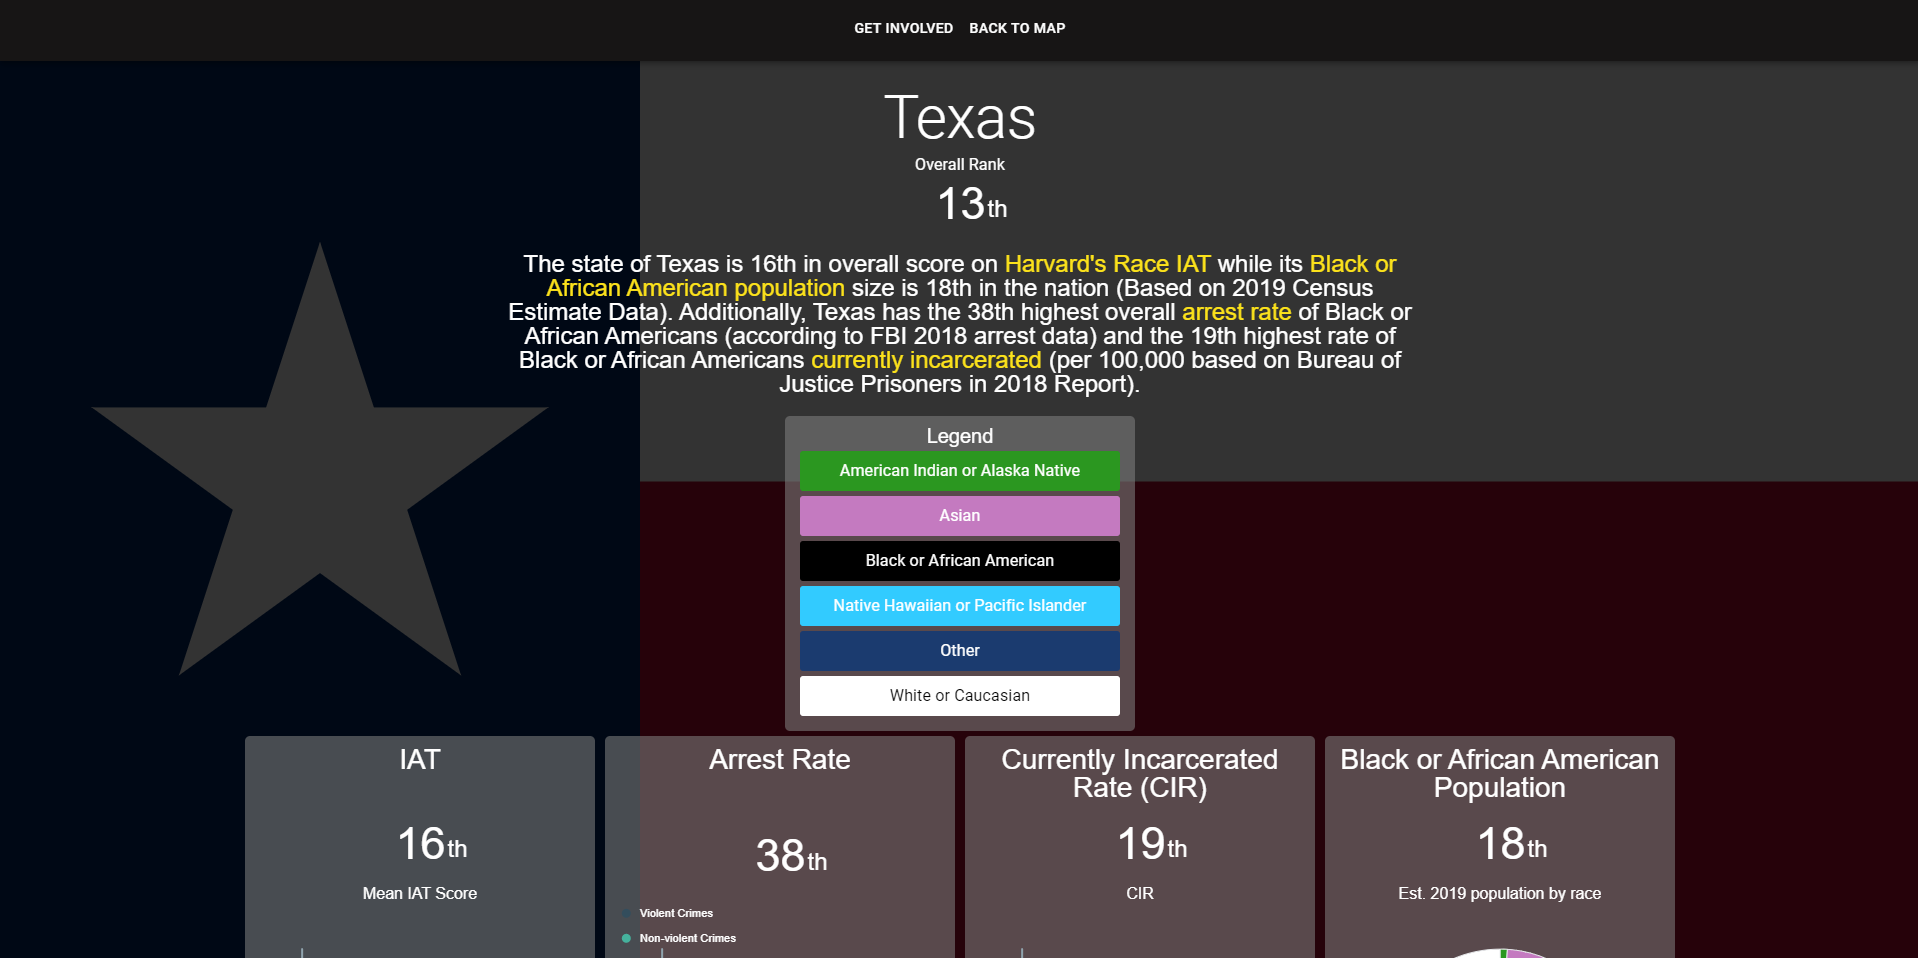 GET INVOLVED BACK TO MAP
Texas
Overall Rank
13th
The state of Texas is 16th in overall score on Harvard's Race IAT while its Black or
African American population size is 18th in the nation (Based on 2019 Census
Estimate Data). Additionally, Texas has the 38th highest overall arrest rate of Black or
African Americans (according to FBI 2018 arrest data) and the 19th highest rate of
Black or African Americans currently incarcerated (per 100,000 based on Bureau of
Justice Prisoners in 2018 Report).
Legend
American Indian or Alaska Native
Asian
Black or African American
Native Hawaiian or Pacific Islander
Other
White or Caucasian
IAT
16th
Mean IAT Score
Arrest Rate
38th
Violent Crimes
Non-violent Crimes
Currently Incarcerated
Rate (CIR)
19th
CIR
Black or African American
Population
18th
Est. 2019 population by race